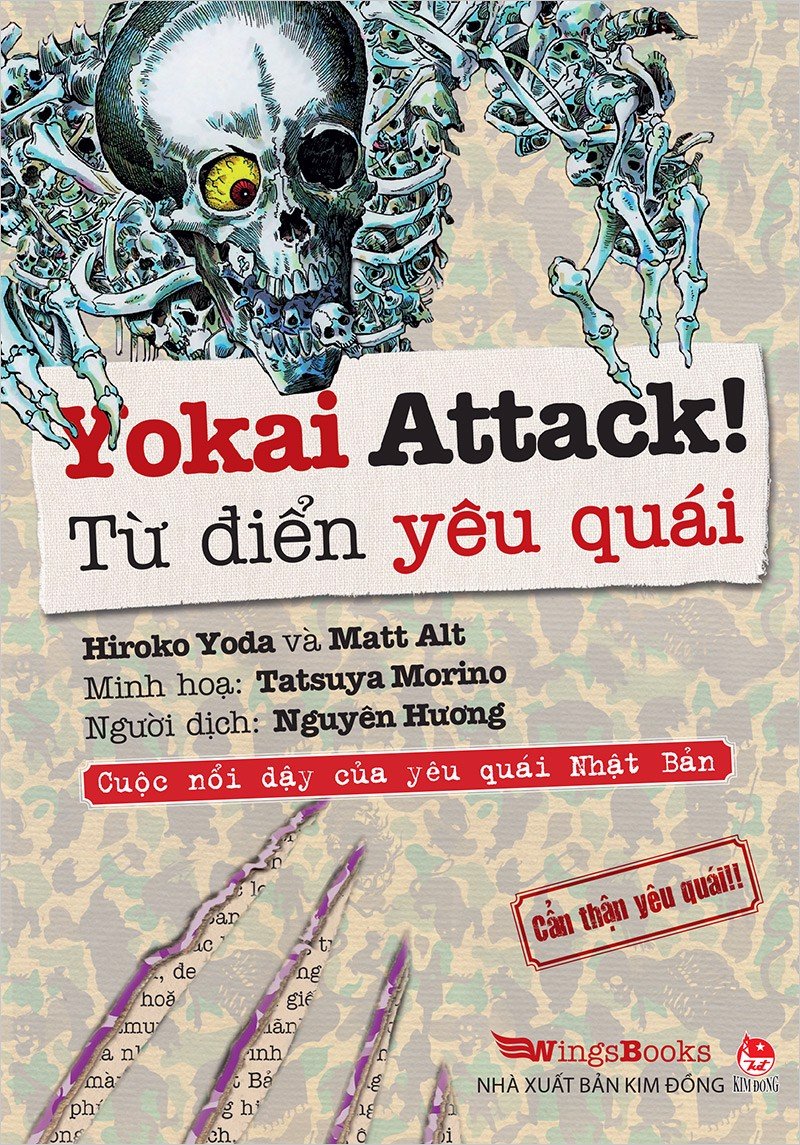 Yokai Attack!
Từ điển yêu quái
Hiroko Yoda và Matt Alt
Minh hoạ: Tatsuya Morino
Người dịch: Nguyên Hương
Cuộc nổi dậy của yêu quái Nhật Bản
Cẩn thận yêu quái!!
WingsBooks
NHÀ XUẤT BẢN KIM ĐỒNG
KIM ĐỒNG